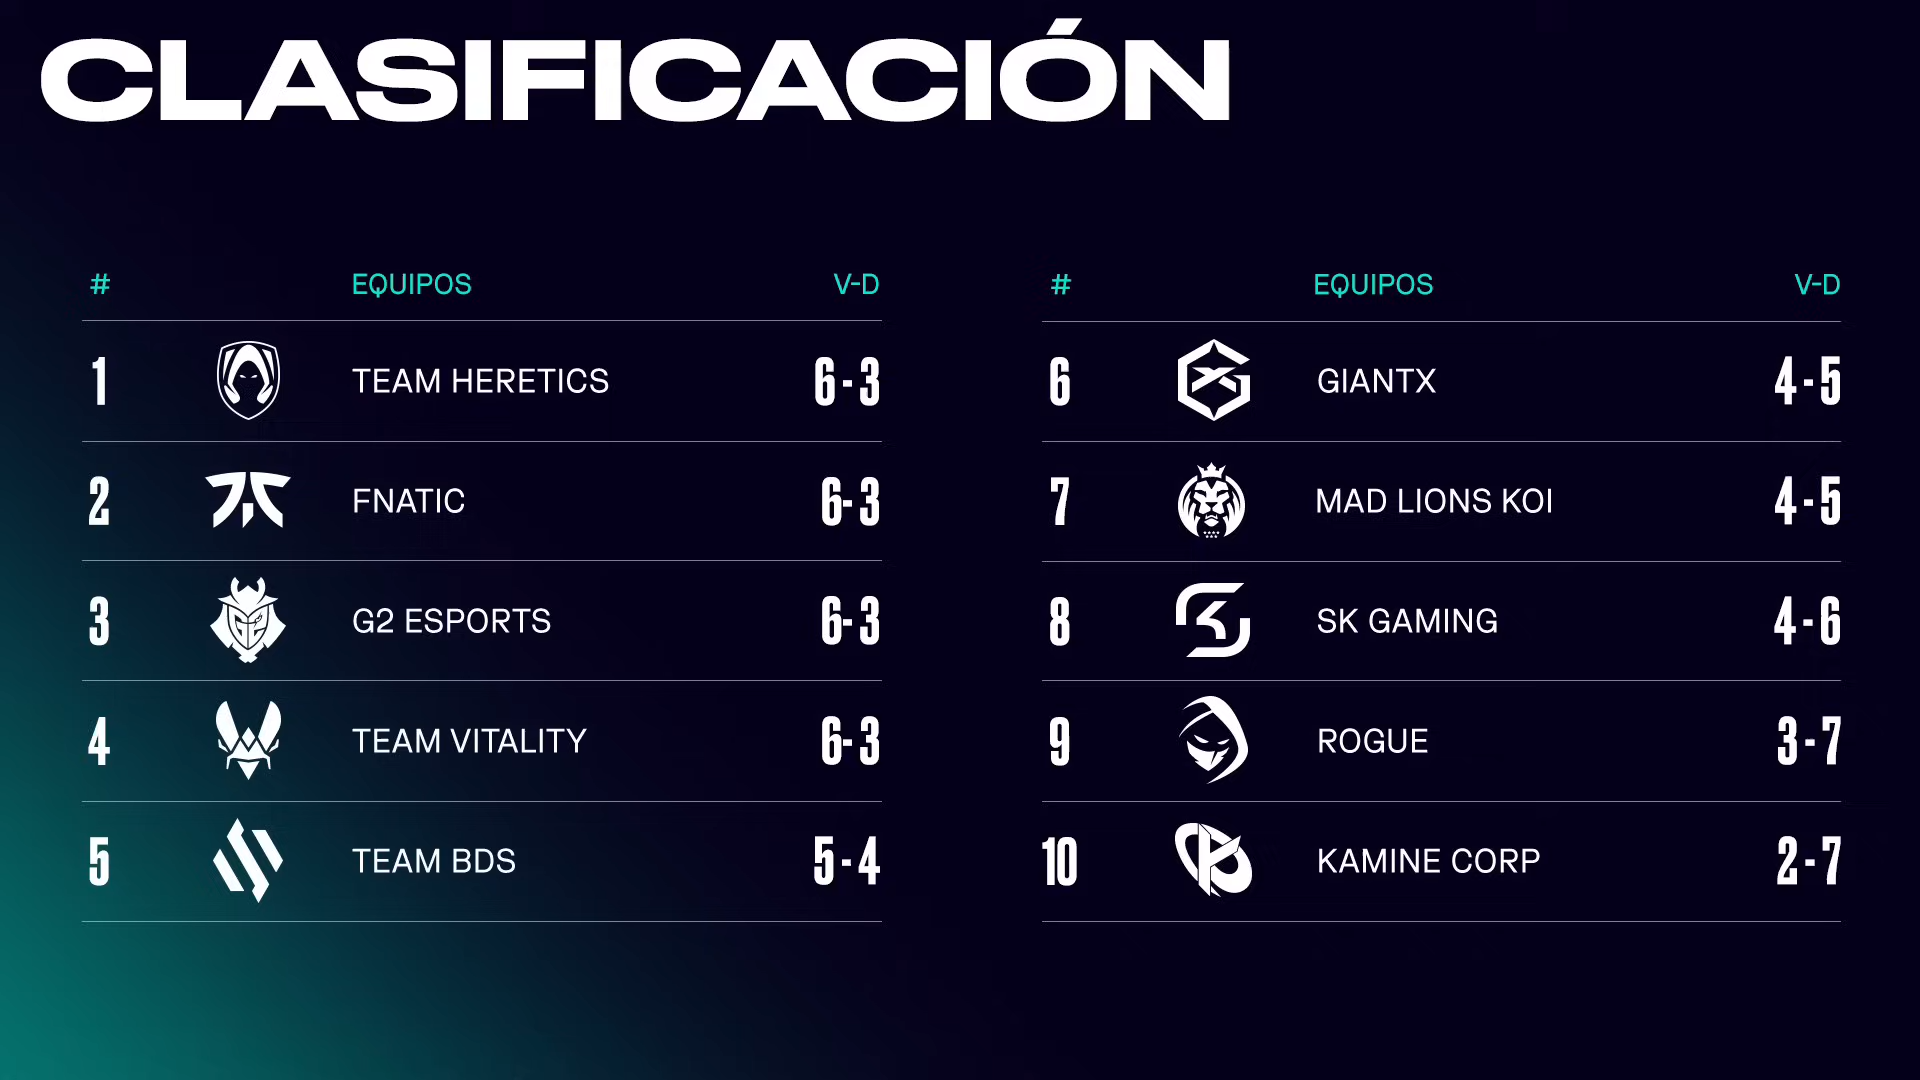 CLASIFICACIÓN
# EQUIPOS V-D
1 TEAM HERETICS 6-3
2 FNATIC 6-3
3 G2 ESPORTS 6-3
4 TEAM VITALITY 6-3
5 TEAM BDS 5-4
# EQUIPOS V-D
6 GIANTX 4-5
7 MAD LIONS KOI 4-5
8 SK GAMING 4-6
9 ROGUE 3-7
10 KAMINE CORP 2-7